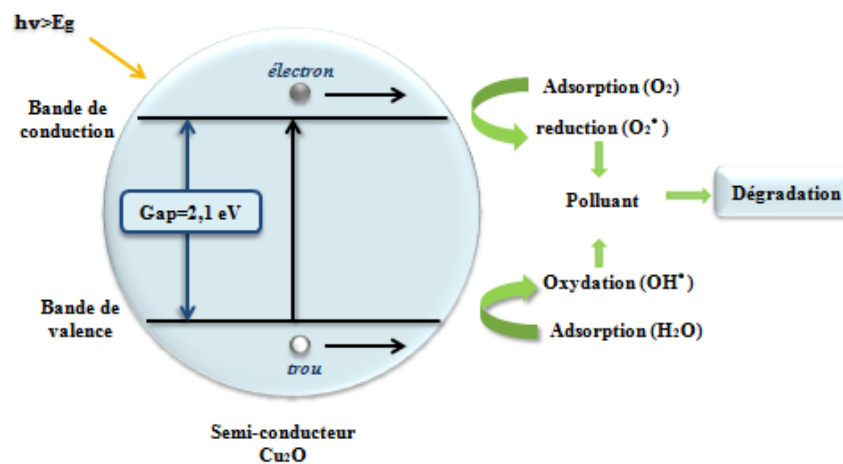 hν>Eg
électron
Bande de
conduction
Adsorption (O₂)
reduction (O₂•)
Gap=2,1 eV
Polluant
Dégradation
Oxydation (OH•)
Bande de
valence
Adsorption (H₂O)
trou
Semi-conducteur
Cu₂O